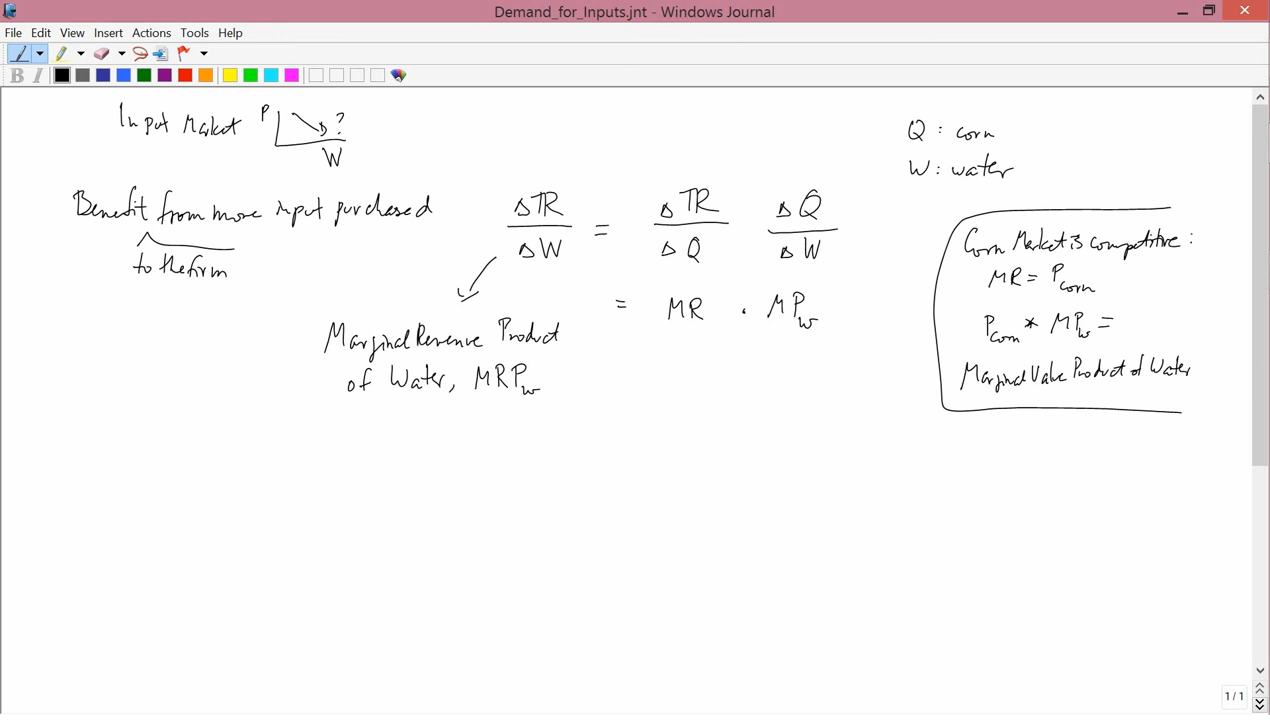 Demand_for_Inputs.jnt - Windows Journal
File Edit View Insert Actions Tools Help
B I
Input Market P D ?
W
Q : corn
W : water
Benefit from more input purchased
to the firm
ΔTR / ΔW = ΔTR / ΔQ ΔQ / ΔW
= MR . MPw
Marginal Revenue Product
of Water, MRPw
Corn Market is competitive :
MR = Pcorn
Pcorn * MPw =
Marginal Value Product of Water
1 / 1